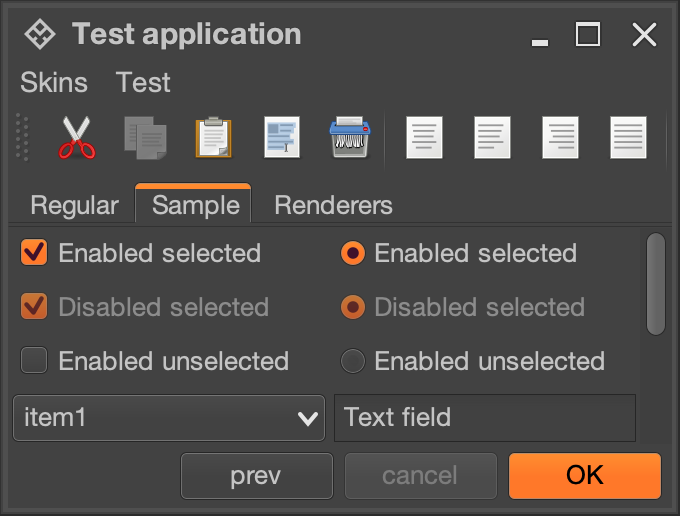 Test application
Skins Test
Regular Sample Renderers
Enabled selected Enabled selected
Disabled selected Disabled selected
Enabled unselected Enabled unselected
item1 Text field
prev cancel OK